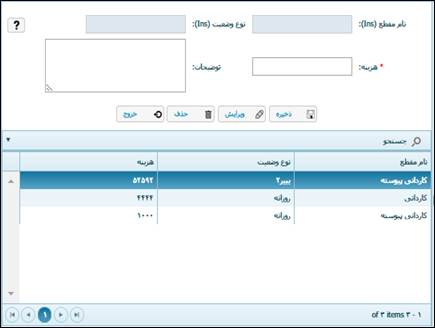 نام مقطع (Ins): نوع وضعیت (Ins): ?
* هزینه: توضیحات:
ذخیره ویرایش حذف خروج
جستجو
نام مقطع نوع وضعیت هزینه
کاردانی پیوسته ییبر۲ ۵۲۵۹۲
کاردانی روزانه ۴۴۴۴
کاردانی پیوسته روزانه ۱۰۰۰
۱
۱ - ۳ of ۳ items